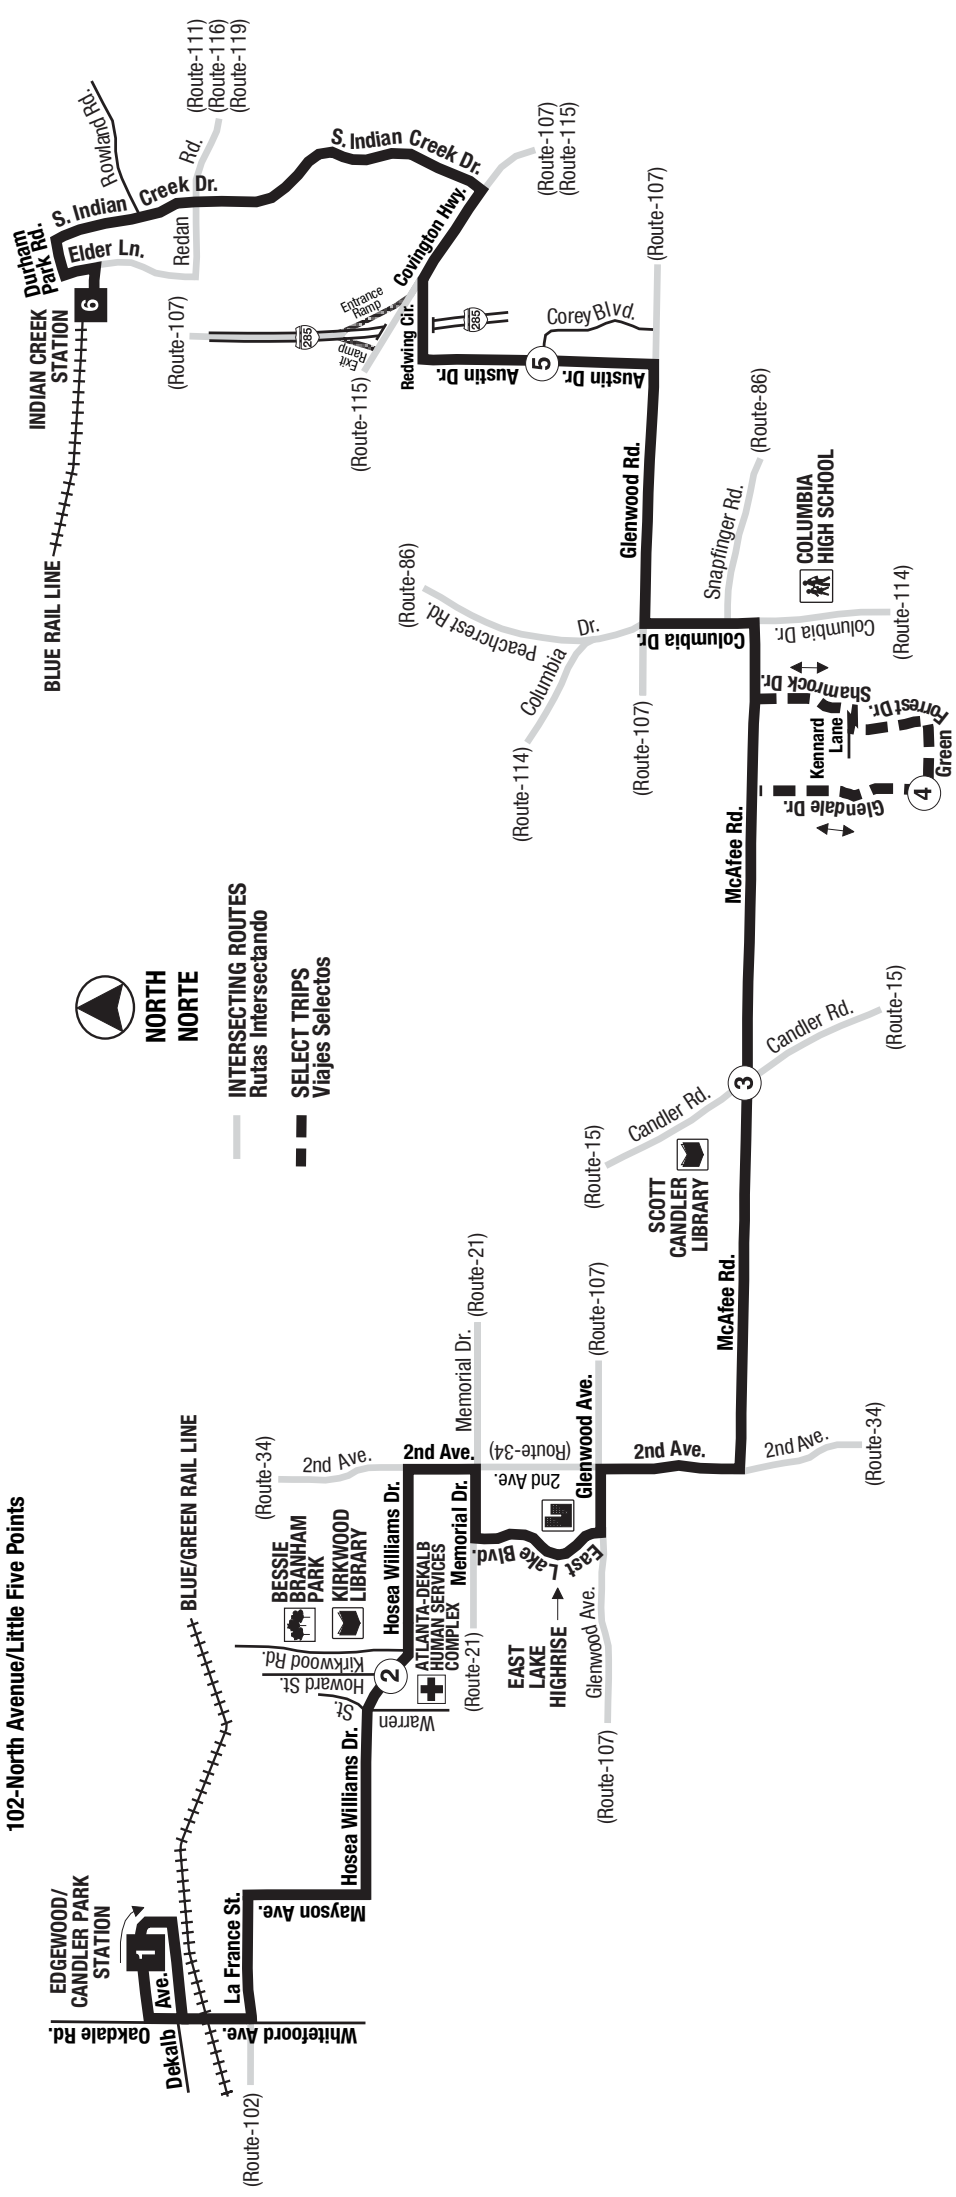 102-North Avenue/Little Five Points
EDGEWOOD/
CANDLER PARK
STATION
1
Oakdale Rd.
Dekalb
Ave.
Whitefoord Ave.
(Route-102)
La France St.
Mayson Ave.
Hosea Williams Dr.
BLUE/GREEN RAIL LINE
Warren
St.
Howard St.
Kirkwood Rd.
2
BESSIE
BRANHAM
PARK
KIRKWOOD
LIBRARY
ATLANTA-DEKALB
HUMAN SERVICES
COMPLEX
Hosea Williams Dr.
(Route-34)
2nd Ave.
2nd Ave.
Memorial Dr.
(Route-21)
Memorial Dr.
(Route-21)
2nd Ave.
(Route-34)
East Lake Blvd.
EAST
LAKE
HIGHRISE
Glenwood Ave.
(Route-107)
Glenwood Ave.
(Route-107)
2nd Ave.
2nd Ave.
(Route-34)
McAfee Rd.
SCOTT
CANDLER
LIBRARY
(Route-15)
Candler Rd.
3
Candler Rd.
(Route-15)
NORTH
NORTE
INTERSECTING ROUTES
Rutas Intersectando
SELECT TRIPS
Viajes Selectos
McAfee Rd.
Glendale Dr.
4
Green
Forrest Dr.
Kennard
Lane
Shamrock Dr.
Columbia Dr.
(Route-114)
COLUMBIA
HIGH SCHOOL
Columbia Dr.
Snapfinger Rd.
(Route-86)
(Route-107)
(Route-114)
Columbia
Dr.
Peachcrest Rd.
(Route-86)
Glenwood Rd.
(Route-107)
Austin Dr.
5
Austin Dr.
Corey Blvd.
285
Redwing Cir.
(Route-115)
Exit
Ramp
Entrance
Ramp
285
(Route-107)
Covington Hwy.
(Route-107)
(Route-115)
S. Indian Creek Dr.
Redan
Rd.
(Route-111)
(Route-116)
(Route-119)
S. Indian
Creek Dr.
Rowland Rd.
Durham
Park Rd.
Elder Ln.
6
INDIAN CREEK
STATION
BLUE RAIL LINE